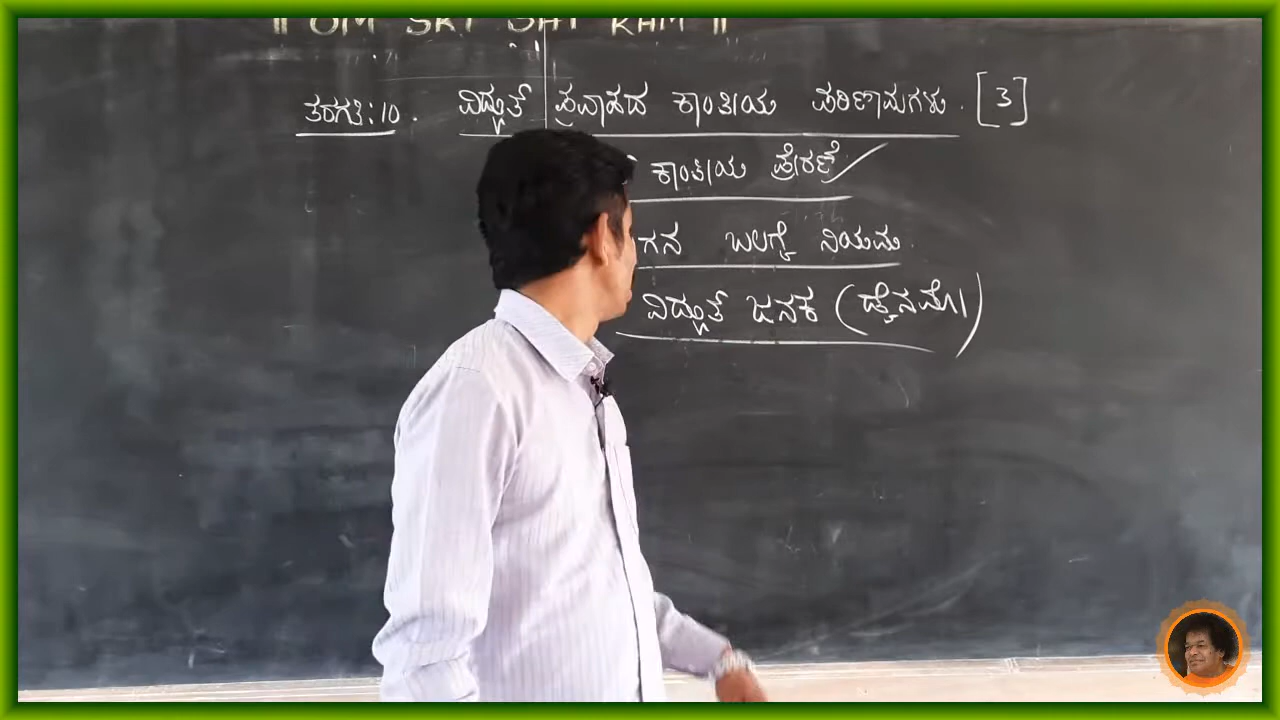 ॥ OM SRI SAI RAM ॥
ತರಗತಿ: 10. ವಿದ್ಯುತ್ ಪ್ರವಾಹದ ಕಾಂತೀಯ ಪರಿಣಾಮಗಳು. [3]
ಕಾಂತೀಯ ಪ್ರೇರಣೆ
ಗನ ಬಲಗೈ ನಿಯಮ.
ವಿದ್ಯುತ್ ಜನಕ (ಡೈನಮೊ)